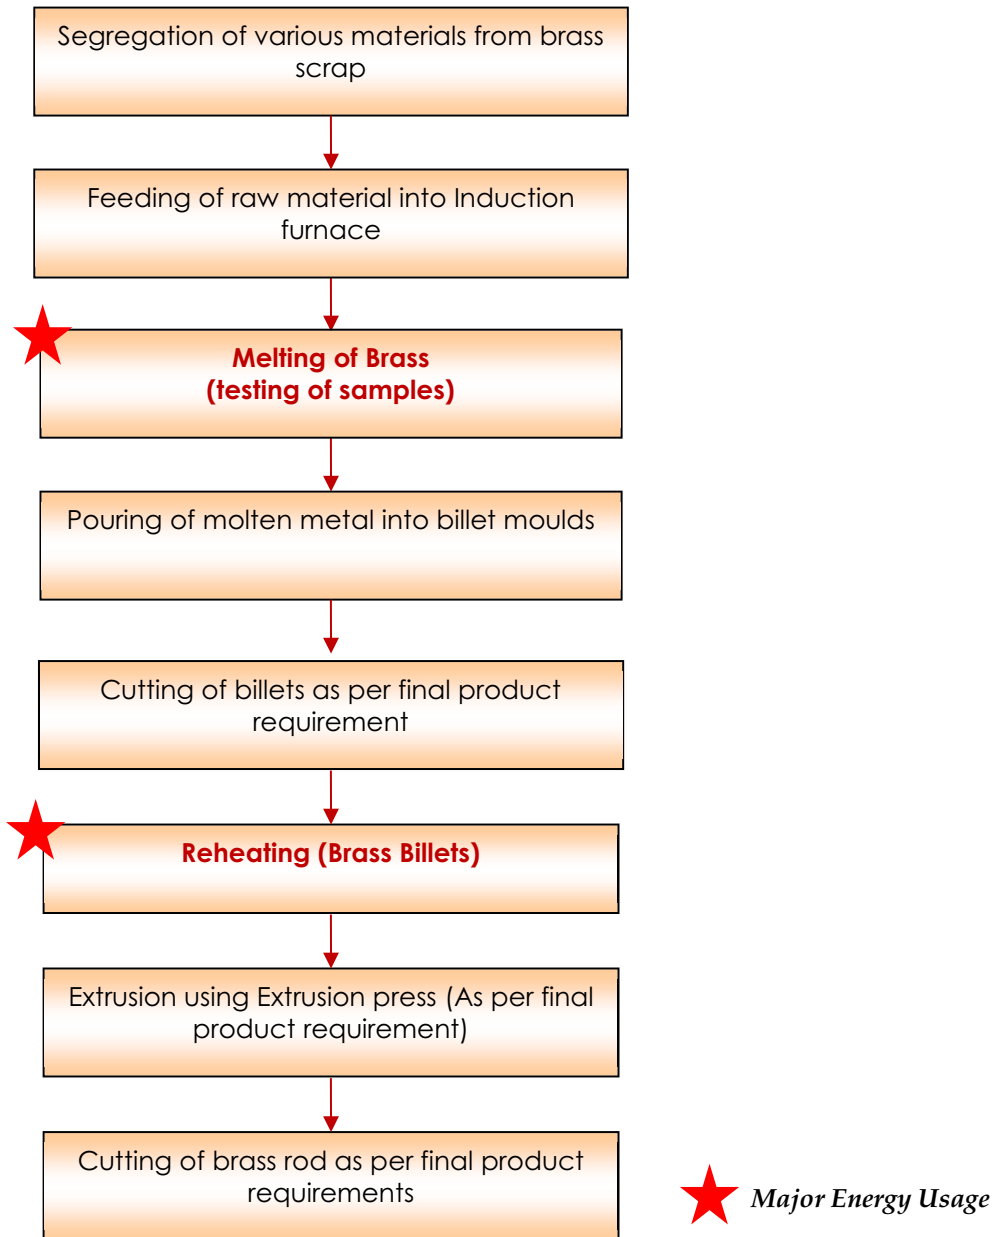 Segregation of various materials from brass
scrap
Feeding of raw material into Induction
furnace
Melting of Brass
(testing of samples)
Pouring of molten metal into billet moulds
Cutting of billets as per final product
requirement
Reheating (Brass Billets)
Extrusion using Extrusion press (As per final
product requirement)
Cutting of brass rod as per final product
requirements
Major Energy Usage